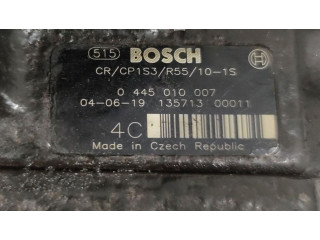 515 BOSCH
CR/CP1S3/R55/10-1S
0 445 010 007
04-06-19 135713 00011
4C
Made in Czech Republic